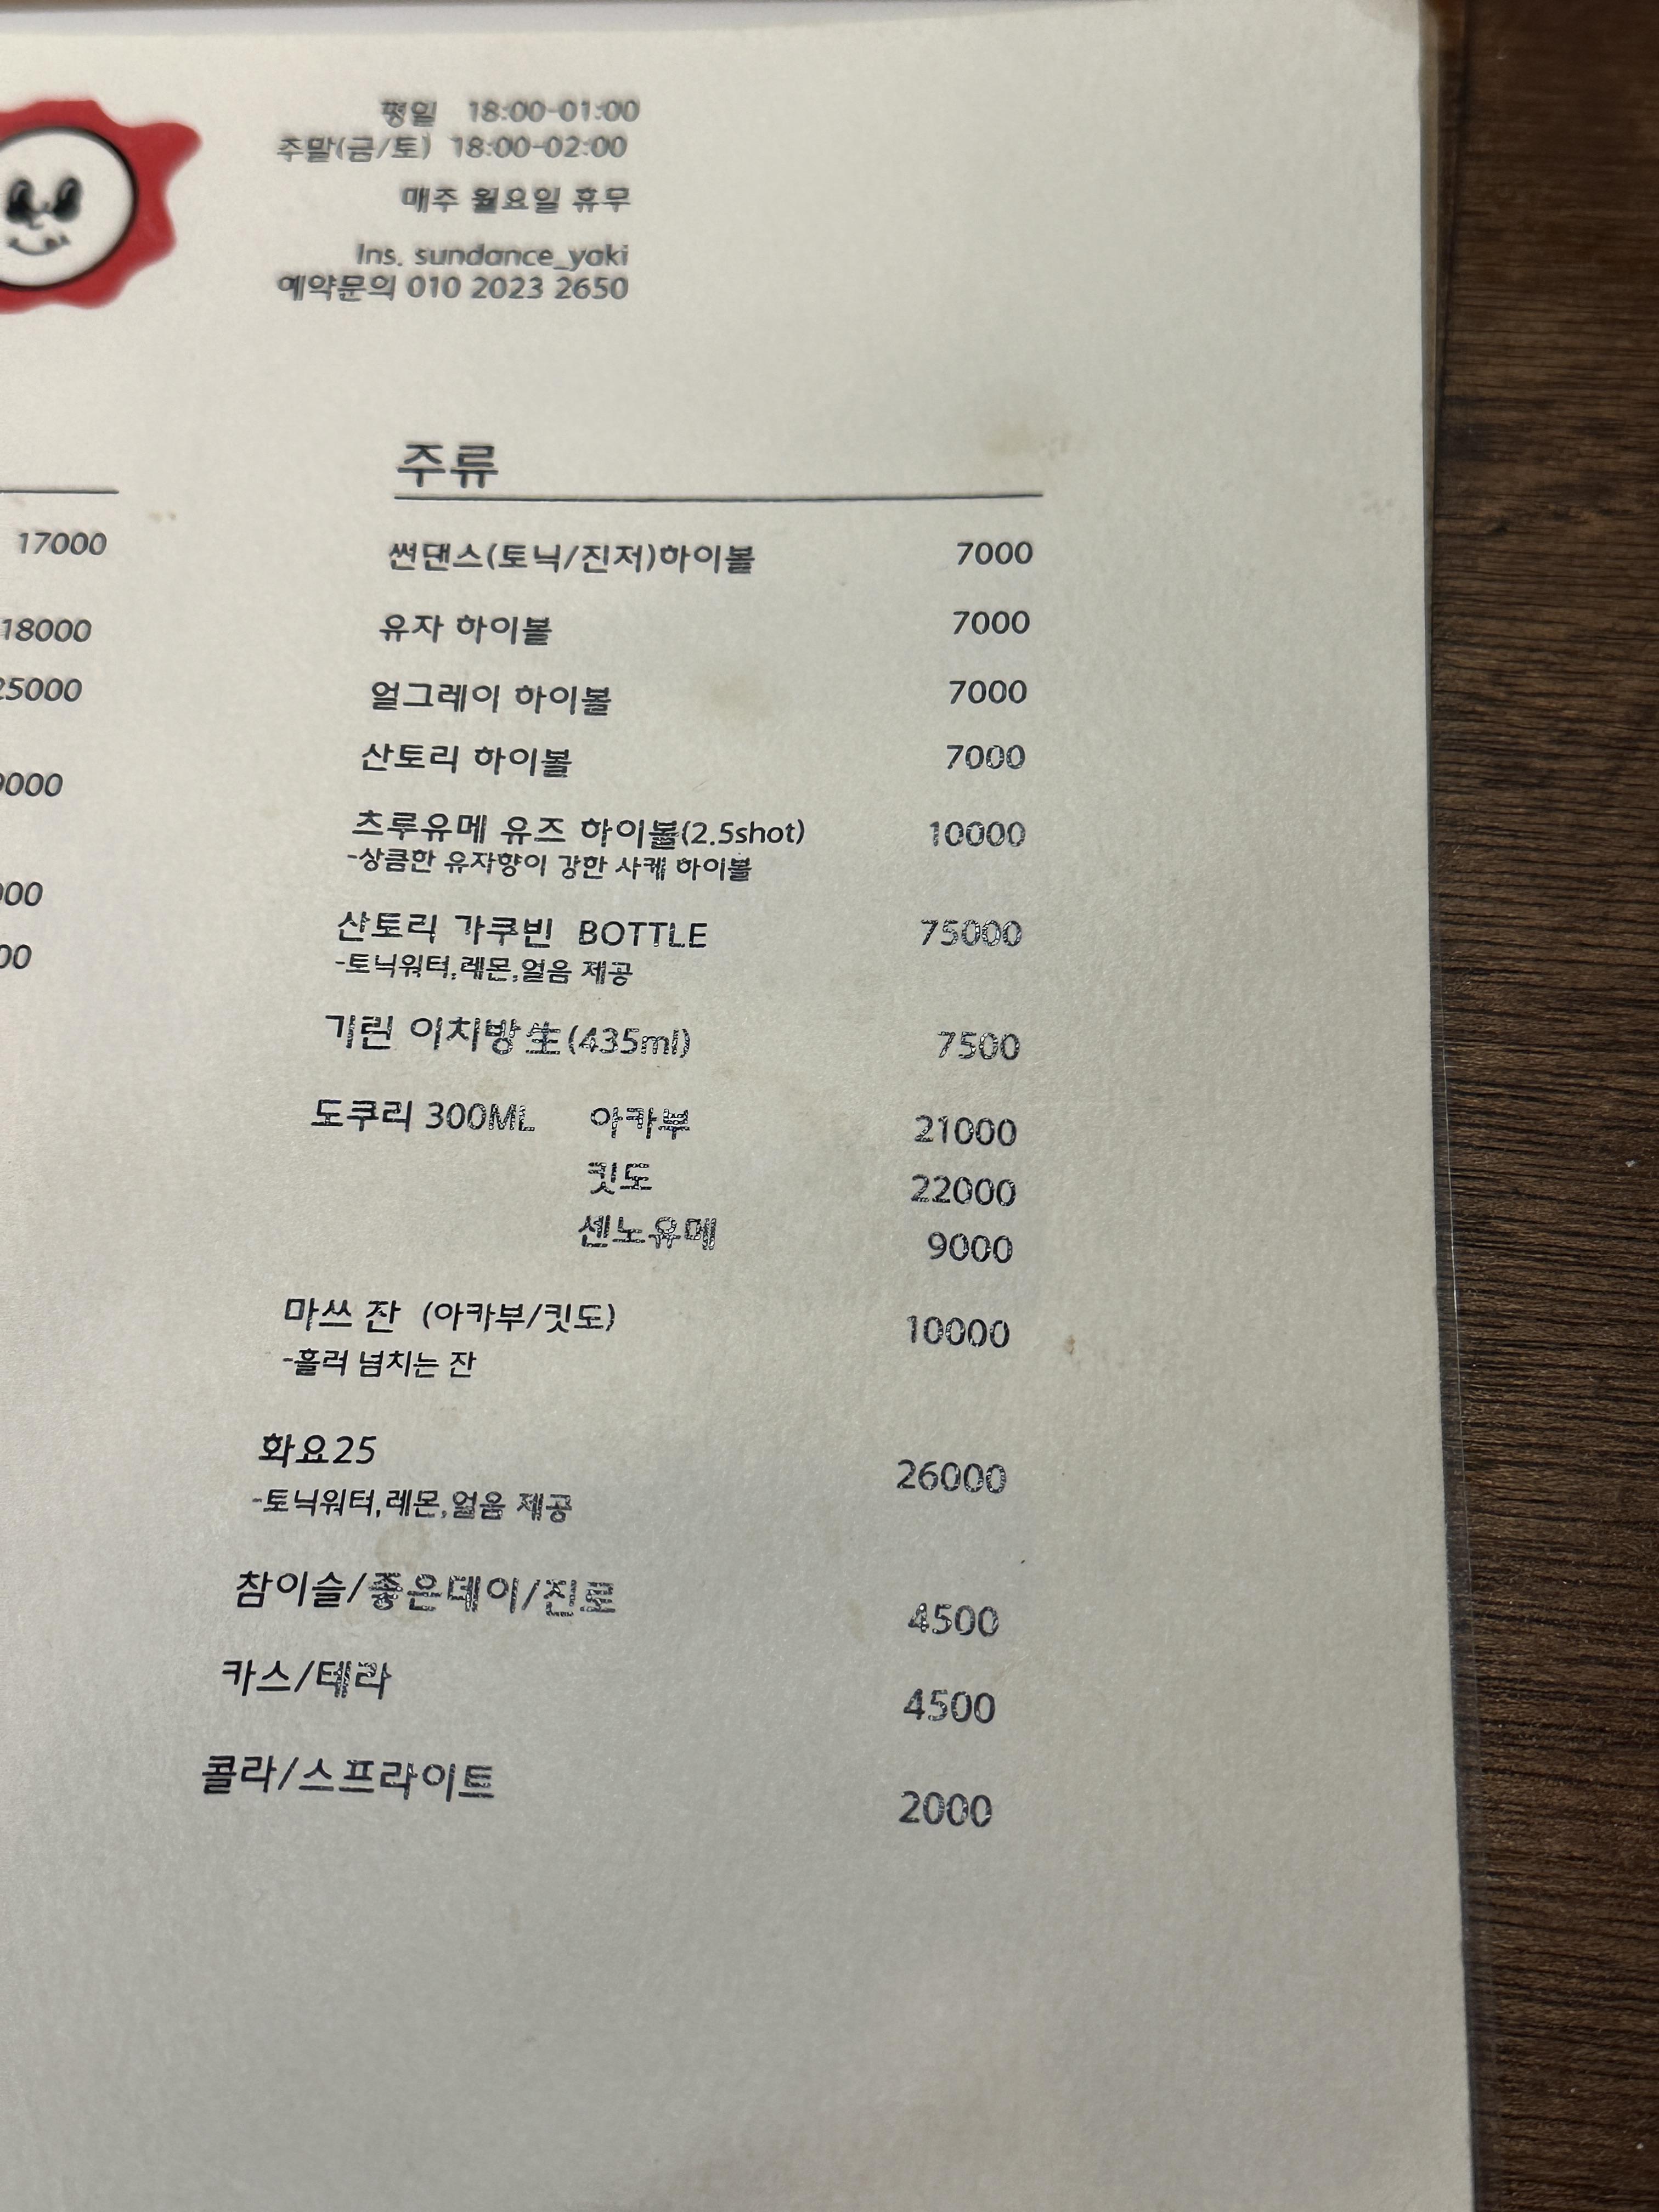 평일 18:00-01:00
주말(금/토) 18:00-02:00
매주 월요일 휴무
Ins. sundance_yaki
예약문의 010 2023 2650
17000
18000
25000
주류
썬댄스(토닉/진저)하이볼 7000
유자 하이볼 7000
얼그레이 하이볼 7000
산토리 하이볼 7000
츠루유메 유즈 하이볼(2.5shot) 10000
-상큼한 유자향이 강한 사케 하이볼
산토리 가쿠빈 BOTTLE 75000
-토닉워터,레몬,얼음 제공
기린 이치방生(435ml) 7500
도쿠리 300ML 아카부 21000
킷도 22000
센노유메 9000
마쓰 잔 (아카부/킷도) 10000
-흘러 넘치는 잔
화요25 26000
-토닉워터,레몬,얼음 제공
참이슬/좋은데이/진로 4500
카스/테라 4500
콜라/스프라이트 2000